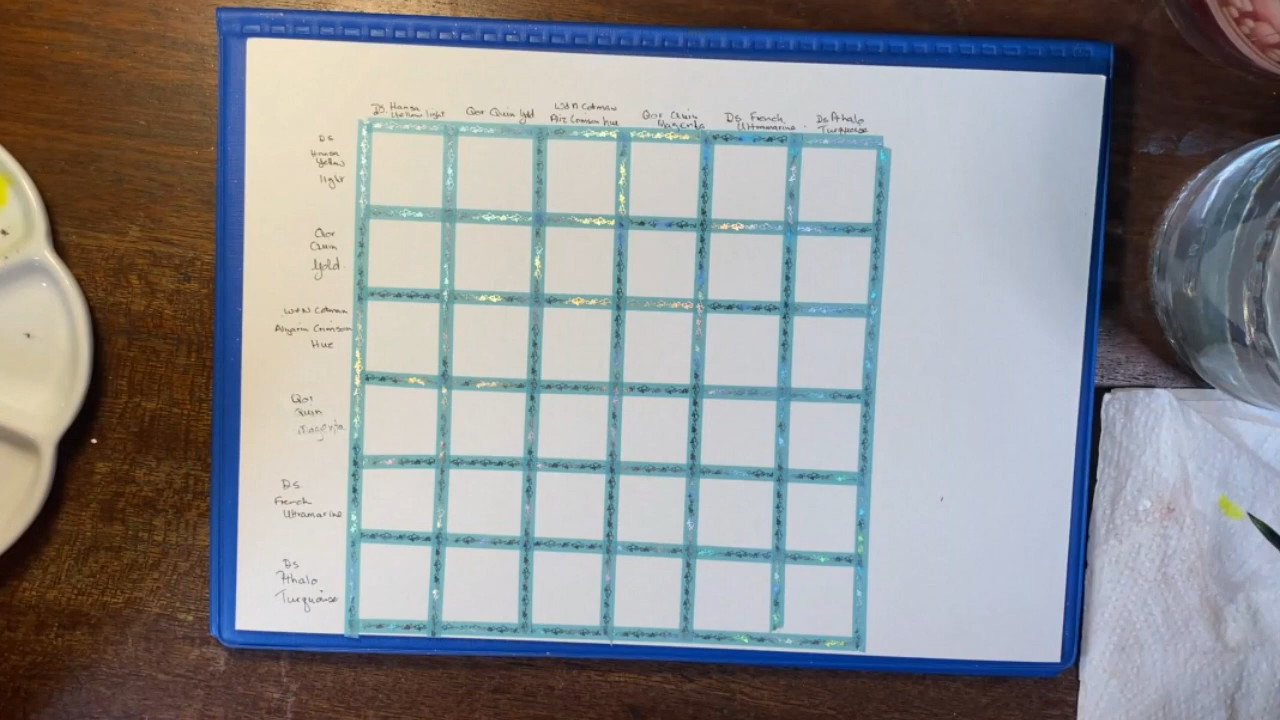 Ds. Hansa
Yellow light
Qor Quin Gold
W&N Cotman
Aliz Crimson hue
Qor Quin
Magenta
Ds French
Ultramarine
Ds Pthalo
Turquoise
Ds
Hansa
Yellow
light
Qor
Quin
Gold
W&N Cotman
Alizarin Crimson
Hue
Qor
Quin
Magenta
Ds
French
Ultramarine
Ds
Pthalo
Turquoise